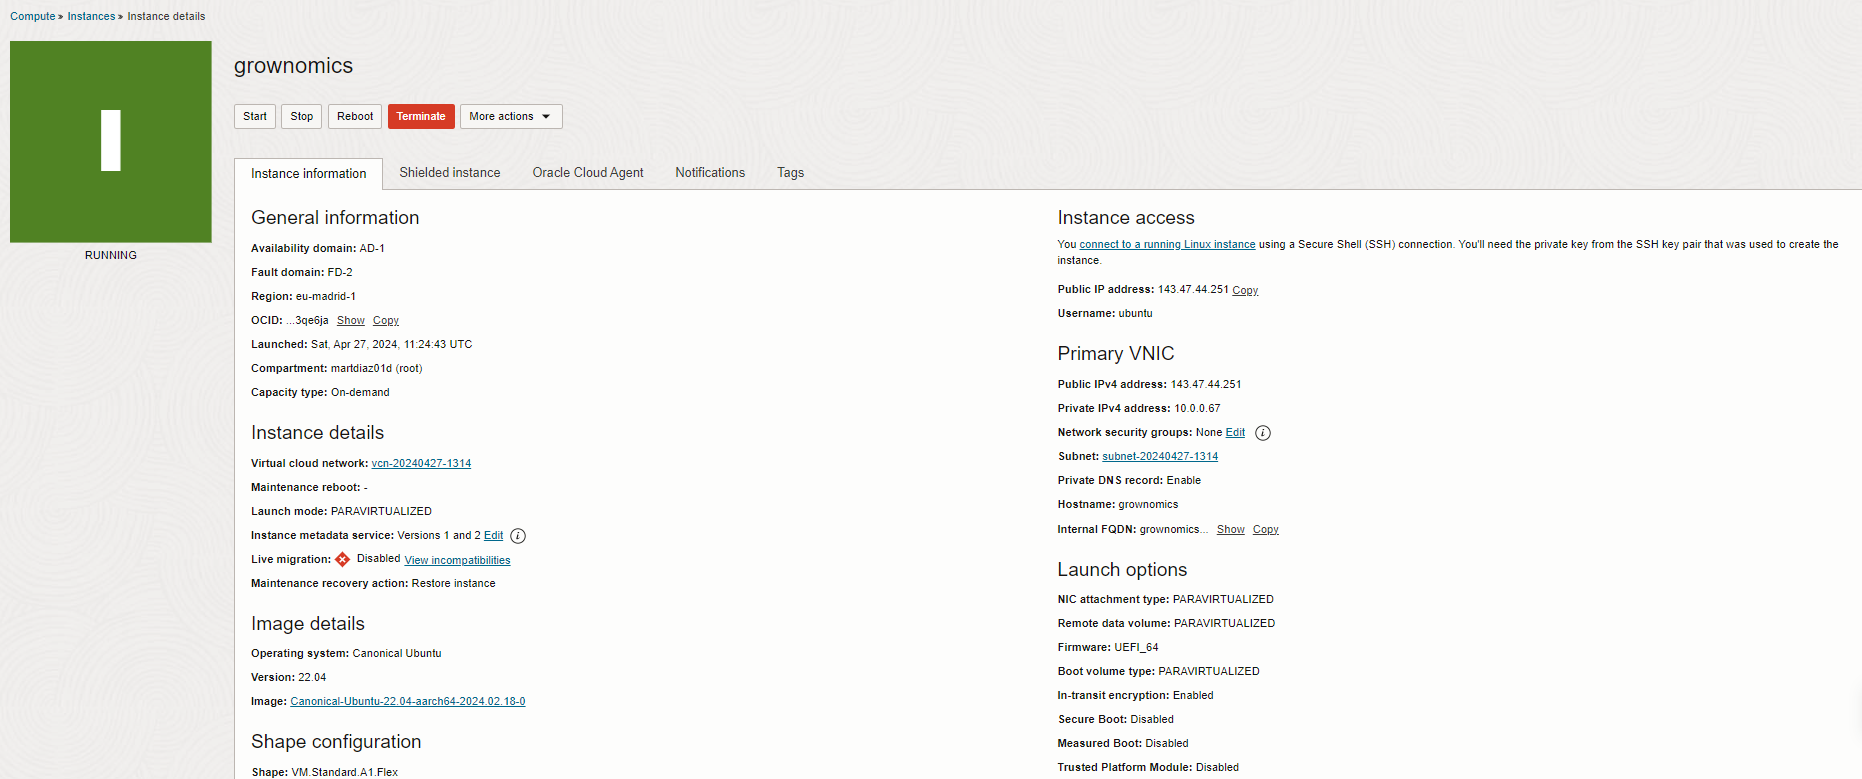 Compute » Instances » Instance details
RUNNING
grownomics
Start Stop Reboot Terminate More actions
Instance information Shielded instance Oracle Cloud Agent Notifications Tags
General information
Availability domain: AD-1
Fault domain: FD-2
Region: eu-madrid-1
OCID: ...3qe6ja Show Copy
Launched: Sat, Apr 27, 2024, 11:24:43 UTC
Compartment: martdiaz01d (root)
Capacity type: On-demand
Instance details
Virtual cloud network: vcn-20240427-1314
Maintenance reboot: -
Launch mode: PARAVIRTUALIZED
Instance metadata service: Versions 1 and 2 Edit i
Live migration: Disabled View incompatibilities
Maintenance recovery action: Restore instance
Image details
Operating system: Canonical Ubuntu
Version: 22.04
Image: Canonical-Ubuntu-22.04-aarch64-2024.02.18-0
Shape configuration
Shape: VM.Standard.A1.Flex
Instance access
You connect to a running Linux instance using a Secure Shell (SSH) connection. You'll need the private key from the SSH key pair that was used to create the
instance.
Public IP address: 143.47.44.251 Copy
Username: ubuntu
Primary VNIC
Public IPv4 address: 143.47.44.251
Private IPv4 address: 10.0.0.67
Network security groups: None Edit i
Subnet: subnet-20240427-1314
Private DNS record: Enable
Hostname: grownomics
Internal FQDN: grownomics... Show Copy
Launch options
NIC attachment type: PARAVIRTUALIZED
Remote data volume: PARAVIRTUALIZED
Firmware: UEFI_64
Boot volume type: PARAVIRTUALIZED
In-transit encryption: Enabled
Secure Boot: Disabled
Measured Boot: Disabled
Trusted Platform Module: Disabled